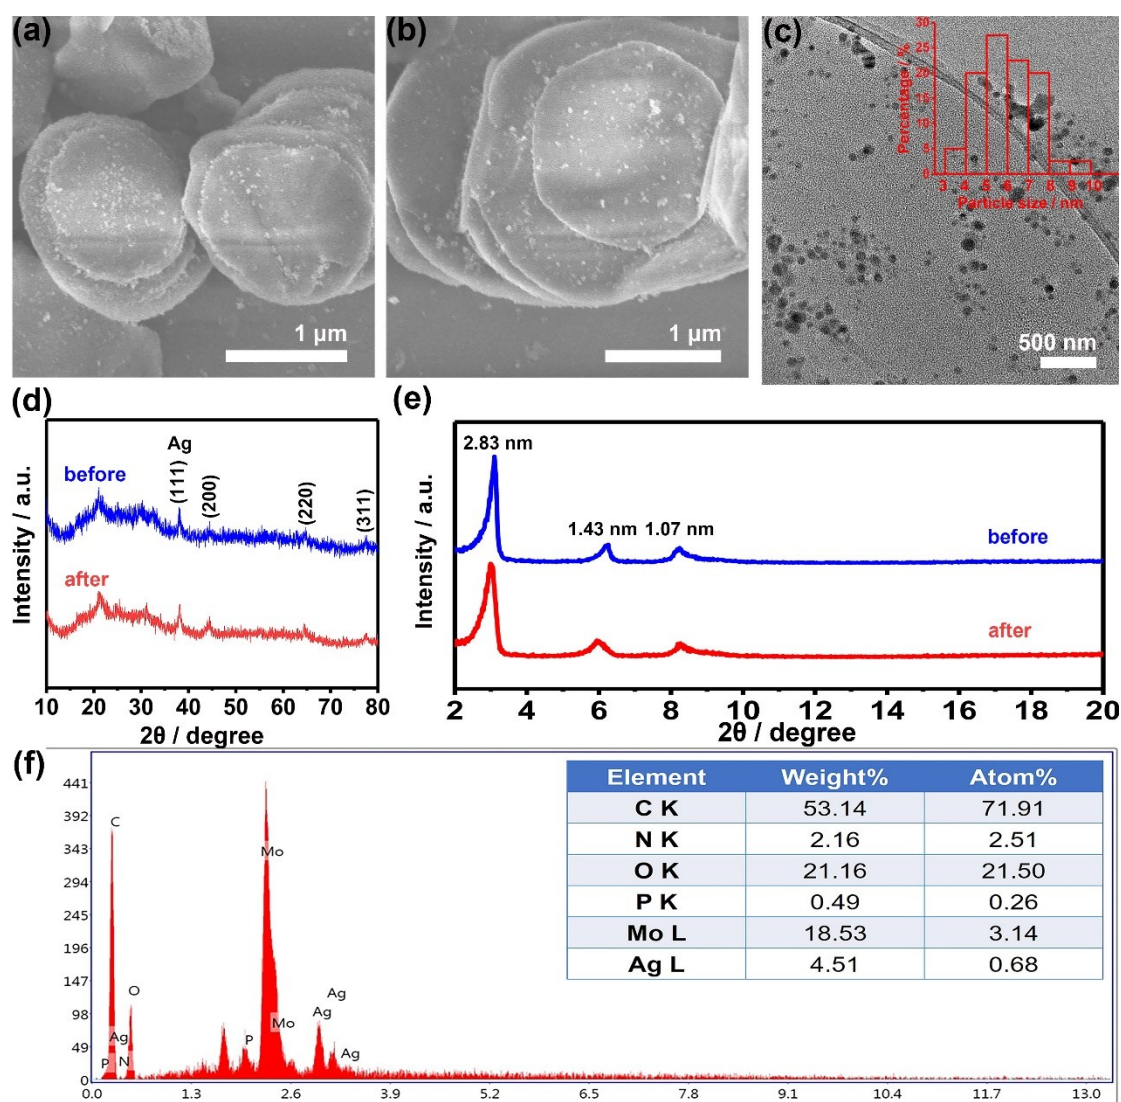 (a)
1 µm
(b)
1 µm
(c)
Percentage / %
30
25
20
15
10
5
0
3 4 5 6 7 8 9 10
Particle size / nm
500 nm
(d)
Intensity / a.u.
before
after
Ag
(111)
(200)
(220)
(311)
10 20 30 40 50 60 70 80
2θ / degree
(e)
Intensity / a.u.
2.83 nm
1.43 nm 1.07 nm
before
after
2 4 6 8 10 12 14 16 18 20
2θ / degree
(f)
441
392
343
294
245
196
147
98
49
0
C
O
P
Ag
N
P
Mo
Mo
Ag
Ag
Ag
0.0 1.3 2.6 3.9 5.2 6.5 7.8 9.1 10.4 11.7 13.0
Element Weight% Atom%
C K 53.14 71.91
N K 2.16 2.51
O K 21.16 21.50
P K 0.49 0.26
Mo L 18.53 3.14
Ag L 4.51 0.68